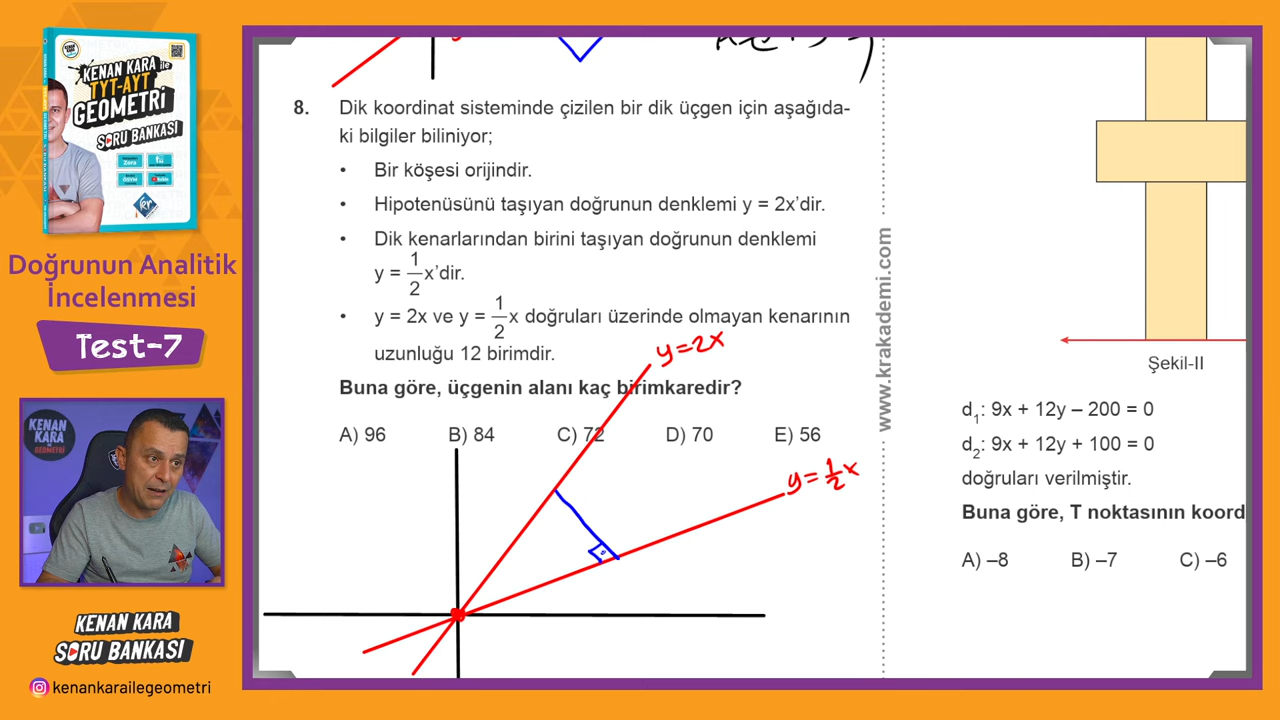 KENAN KARA ile
TYT-AYT
GEOMETRİ
SORU BANKASI
Doğrunun Analitik
İncelenmesi
Test-7
KENAN
KARA
GEOMETRİ
KENAN KARA
SORU BANKASI
kenankarailegeometri
8. Dik koordinat sisteminde çizilen bir dik üçgen için aşağıda-
ki bilgiler biliniyor;
• Bir köşesi orijindir.
• Hipotenüsünü taşıyan doğrunun denklemi y = 2x'dir.
• Dik kenarlarından birini taşıyan doğrunun denklemi
y = 1/2 x'dir.
• y = 2x ve y = 1/2 x doğruları üzerinde olmayan kenarının
uzunluğu 12 birimdir.
Buna göre, üçgenin alanı kaç birimkaredir?
A) 96 B) 84 C) 72 D) 70 E) 56
y=2x
y=1/2 x
www.krakademi.com
Şekil-II
d1: 9x + 12y – 200 = 0
d2: 9x + 12y + 100 = 0
doğruları verilmiştir.
Buna göre, T noktasının koord
A) –8 B) –7 C) –6